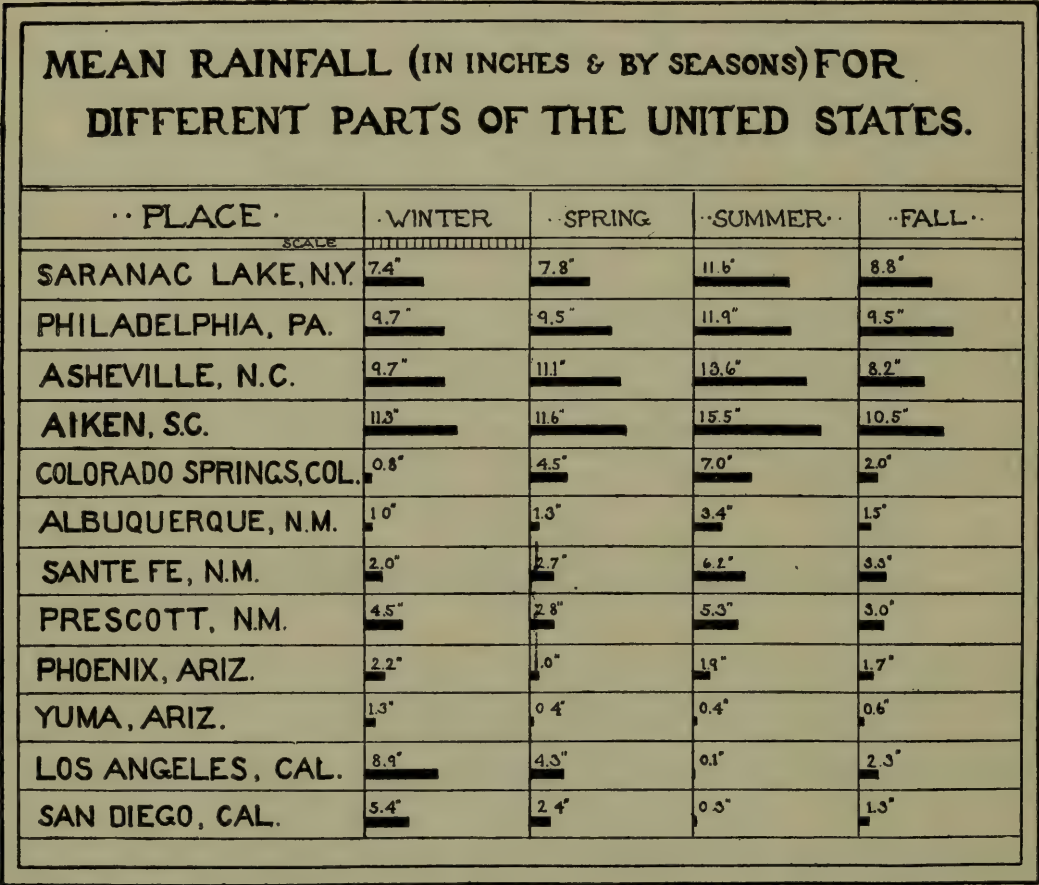 MEAN RAINFALL (IN INCHES & BY SEASONS) FOR
DIFFERENT PARTS OF THE UNITED STATES.
··PLACE· ·WINTER ··SPRING ··SUMMER·· ··FALL··
SCALE
SARANAC LAKE, N.Y. 7.4" 7.8" 11.6" 8.8"
PHILADELPHIA, PA. 9.7" 9.5" 11.9" 9.5"
ASHEVILLE, N.C. 9.7" 11.1" 13.6" 8.2"
AIKEN, S.C. 11.3" 11.6" 15.5" 10.5"
COLORADO SPRINGS, COL. 0.8" 4.5" 7.0" 2.0"
ALBUQUERQUE, N.M. 1 0" 1.3" 3.4" 1.5"
SANTE FE, N.M. 2.0" 2.7" 6.2" 3.3"
PRESCOTT, N.M. 4.5" 2 8" 5.3" 3.0"
PHOENIX, ARIZ. 2.2" .0" 1.9" 1.7"
YUMA, ARIZ. 1.3" 0 4" 0.4" 0.6"
LOS ANGELES, CAL. 8.9" 4.3" 0.1" 2.3"
SAN DIEGO, CAL. 5.4" 2 4" 0 3" 1.3"